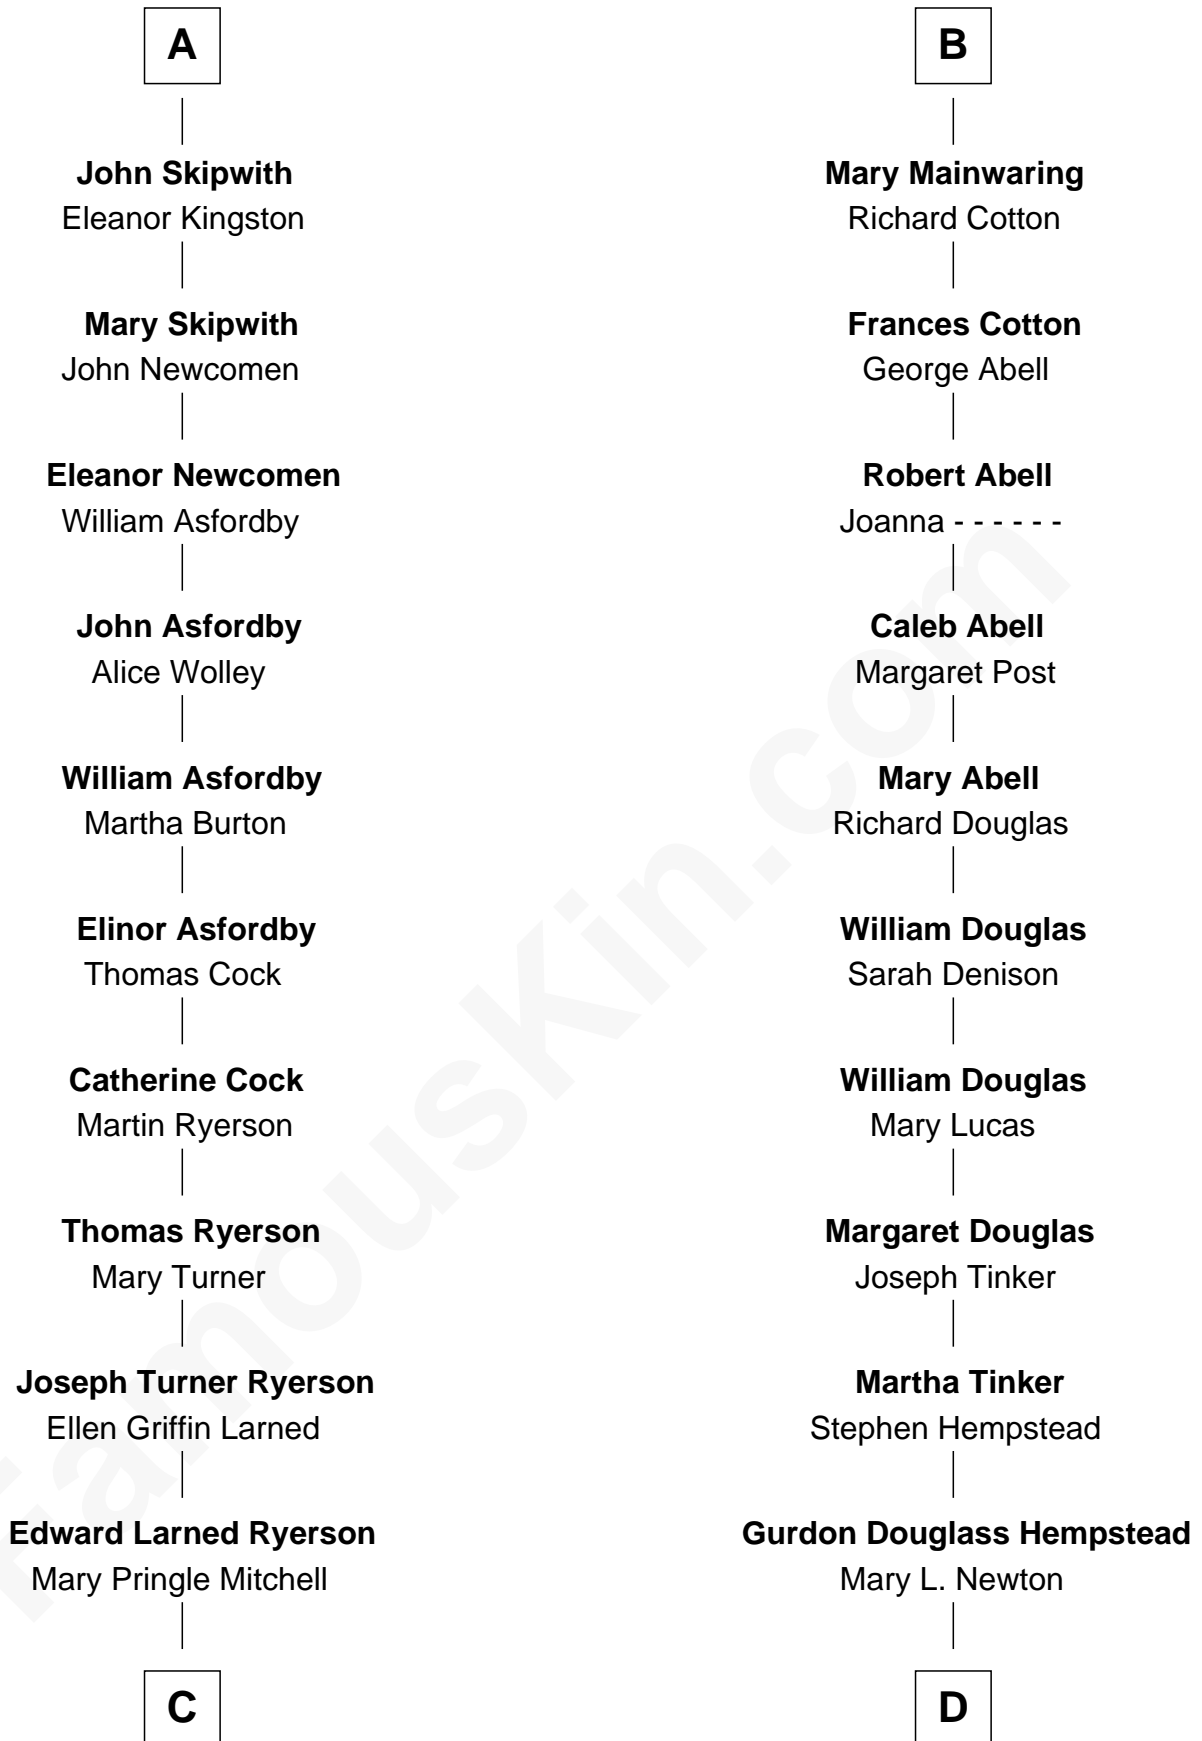 A
John Skipwith
Eleanor Kingston
Mary Skipwith
John Newcomen
Eleanor Newcomen
William Asfordby
John Asfordby
Alice Wolley
William Asfordby
Martha Burton
Elinor Asfordby
Thomas Cock
Catherine Cock
Martin Ryerson
Thomas Ryerson
Mary Turner
Joseph Turner Ryerson
Ellen Griffin Larned
Edward Larned Ryerson
Mary Pringle Mitchell
C
B
Mary Mainwaring
Richard Cotton
Frances Cotton
George Abell
Robert Abell
Joanna - - - - - -
Caleb Abell
Margaret Post
Mary Abell
Richard Douglas
William Douglas
Sarah Denison
William Douglas
Mary Lucas
Margaret Douglas
Joseph Tinker
Martha Tinker
Stephen Hempstead
Gurdon Douglass Hempstead
Mary L. Newton
D
FamousKin.com